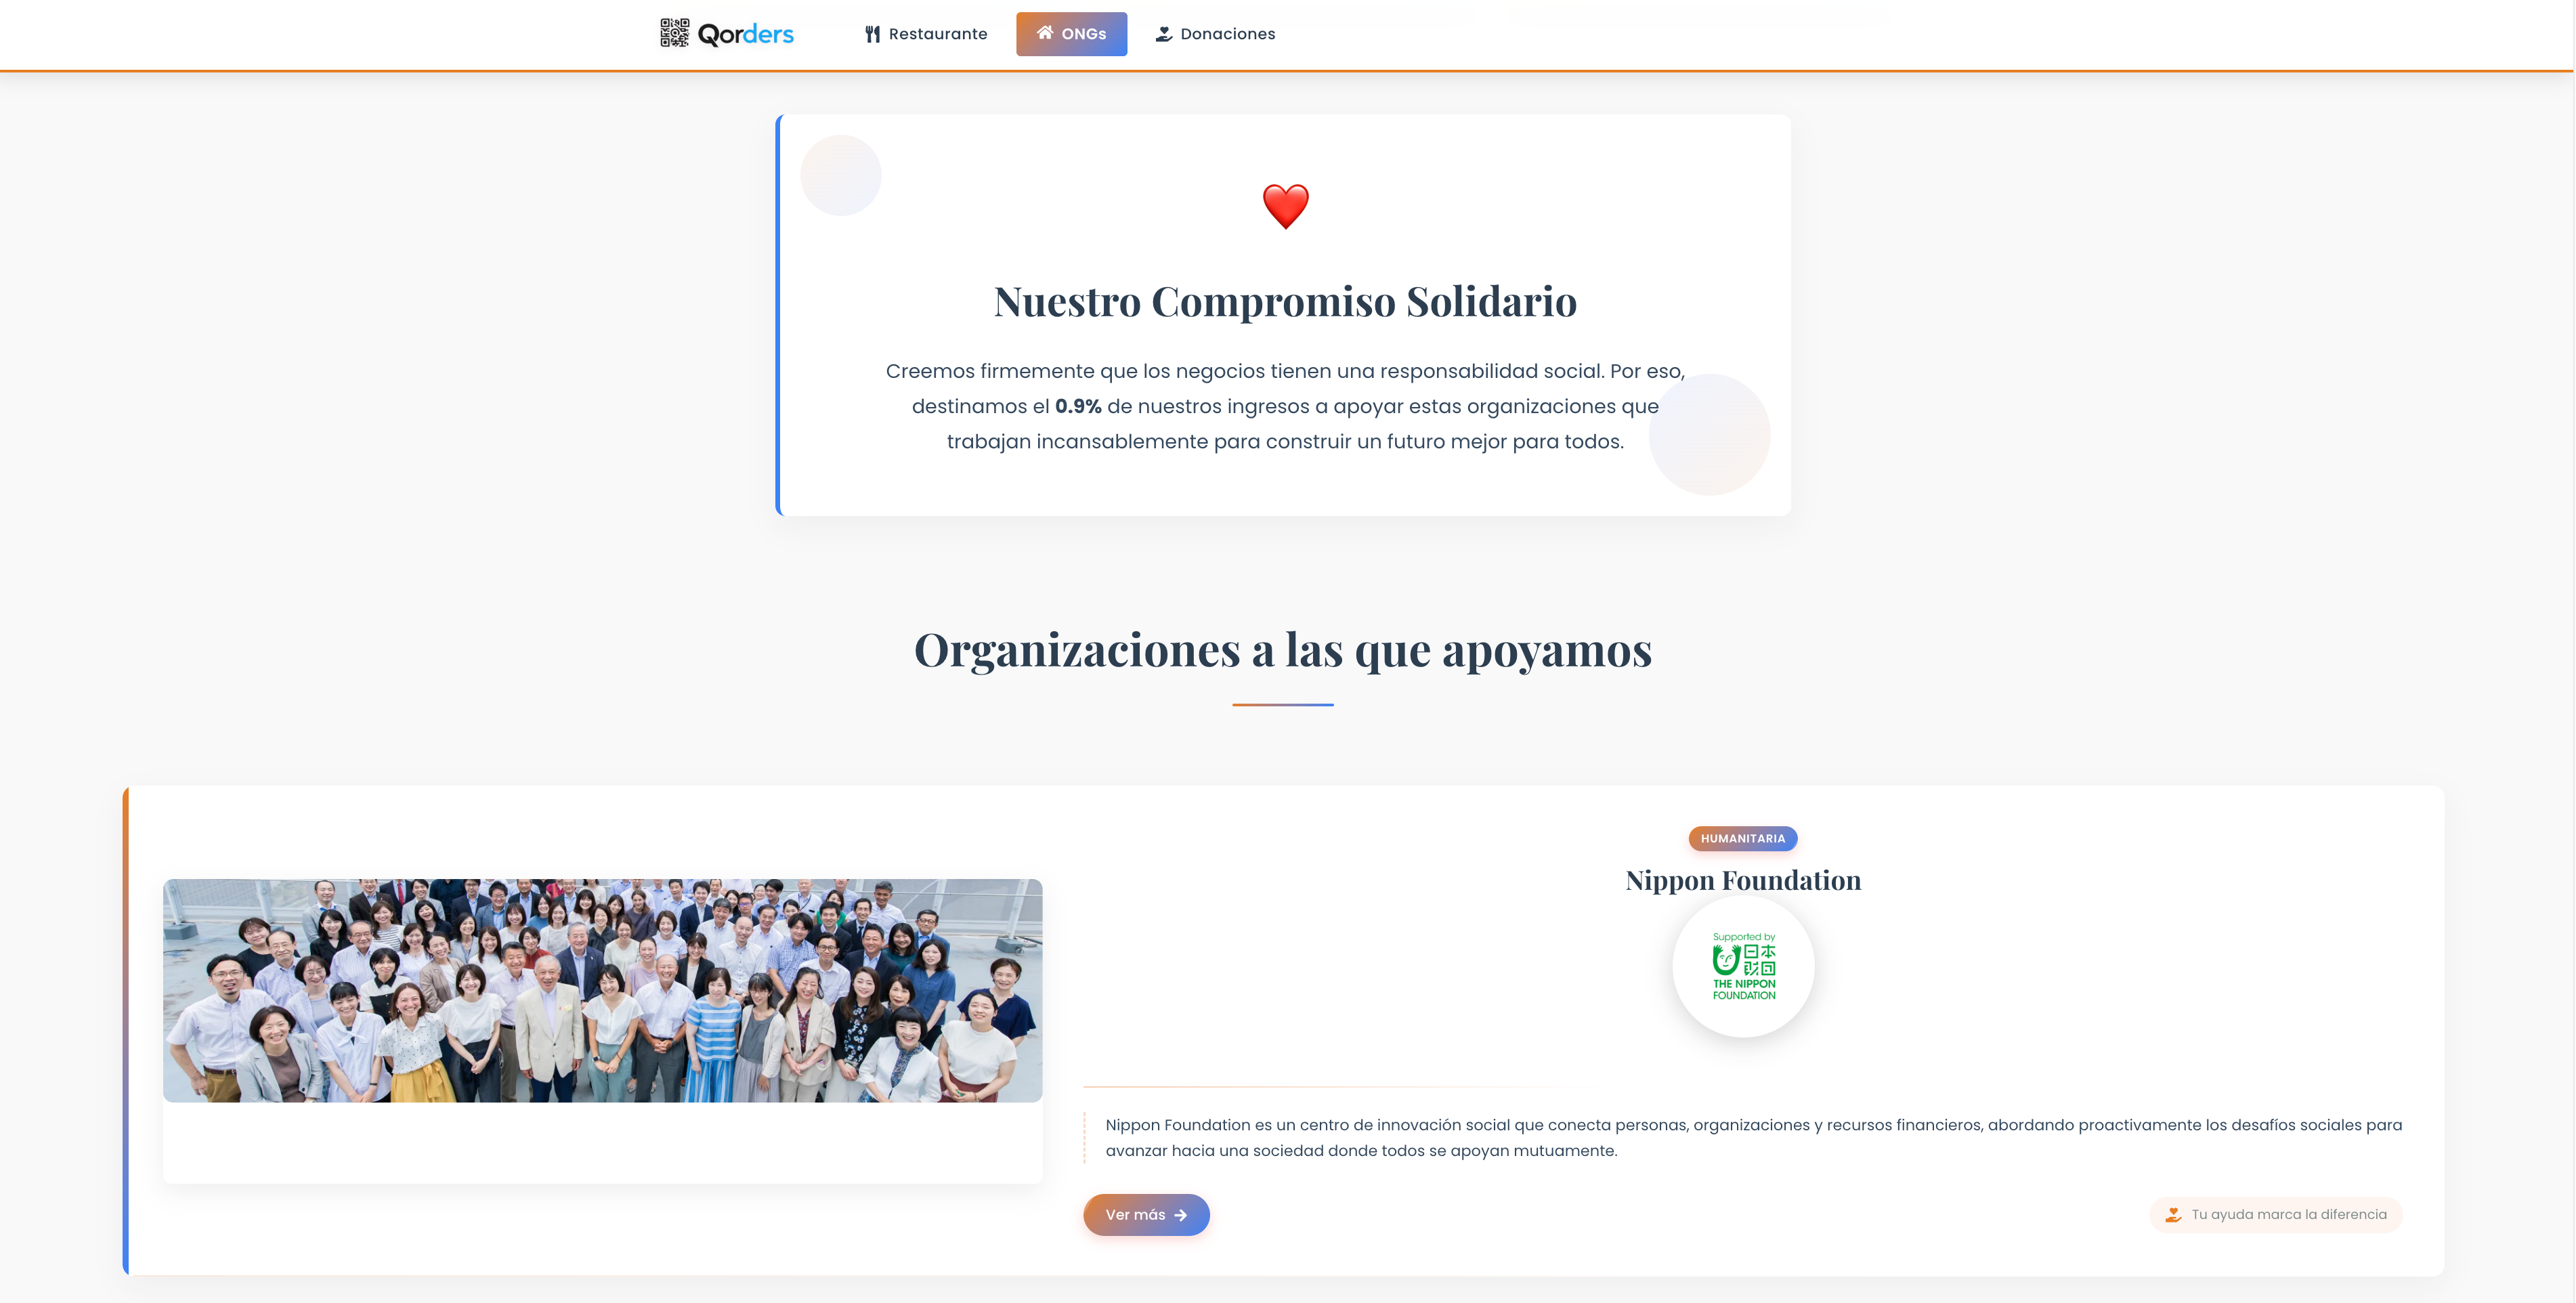 Qorders
Restaurante
ONGs
Donaciones
Nuestro Compromiso Solidario
Creemos firmemente que los negocios tienen una responsabilidad social. Por eso,
destinamos el 0.9% de nuestros ingresos a apoyar estas organizaciones que
trabajan incansablemente para construir un futuro mejor para todos.
Organizaciones a las que apoyamos
HUMANITARIA
Nippon Foundation
Supported by
日本
財団
THE NIPPON
FOUNDATION
Nippon Foundation es un centro de innovación social que conecta personas, organizaciones y recursos financieros, abordando proactivamente los desafíos sociales para
avanzar hacia una sociedad donde todos se apoyan mutuamente.
Ver más
Tu ayuda marca la diferencia